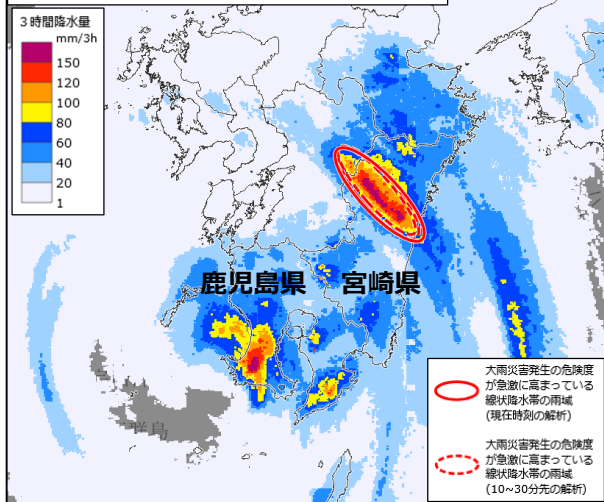 3時間降水量
mm/3h
150
120
100
80
60
40
20
1
鹿児島県 宮崎県
大雨災害発生の危険度
が急激に高まっている
線状降水帯の雨域
(現在時刻の解析)
大雨災害発生の危険度
が急激に高まっている
線状降水帯の雨域
(10~30分先の解析)